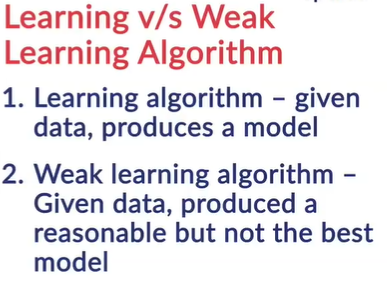 Learning v/s Weak
Learning Algorithm
1. Learning algorithm – given
data, produces a model
2. Weak learning algorithm –
Given data, produced a
reasonable but not the best
model